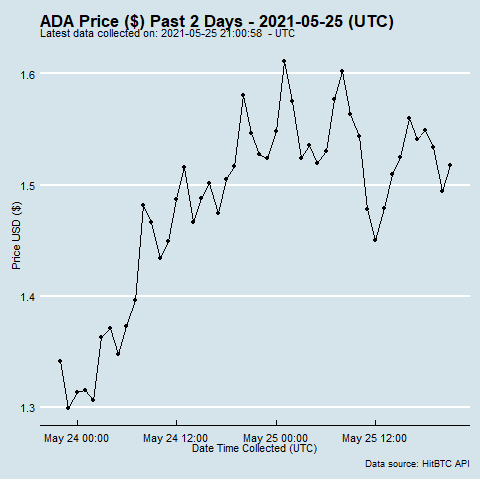 ADA Price ($) Past 2 Days - 2021-05-25 (UTC)
Latest data collected on: 2021-05-25 21:00:58 - UTC
1.6
1.5
1.4
1.3
Price USD ($)
May 24 00:00 May 24 12:00 May 25 00:00 May 25 12:00
Date Time Collected (UTC)
Data source: HitBTC API